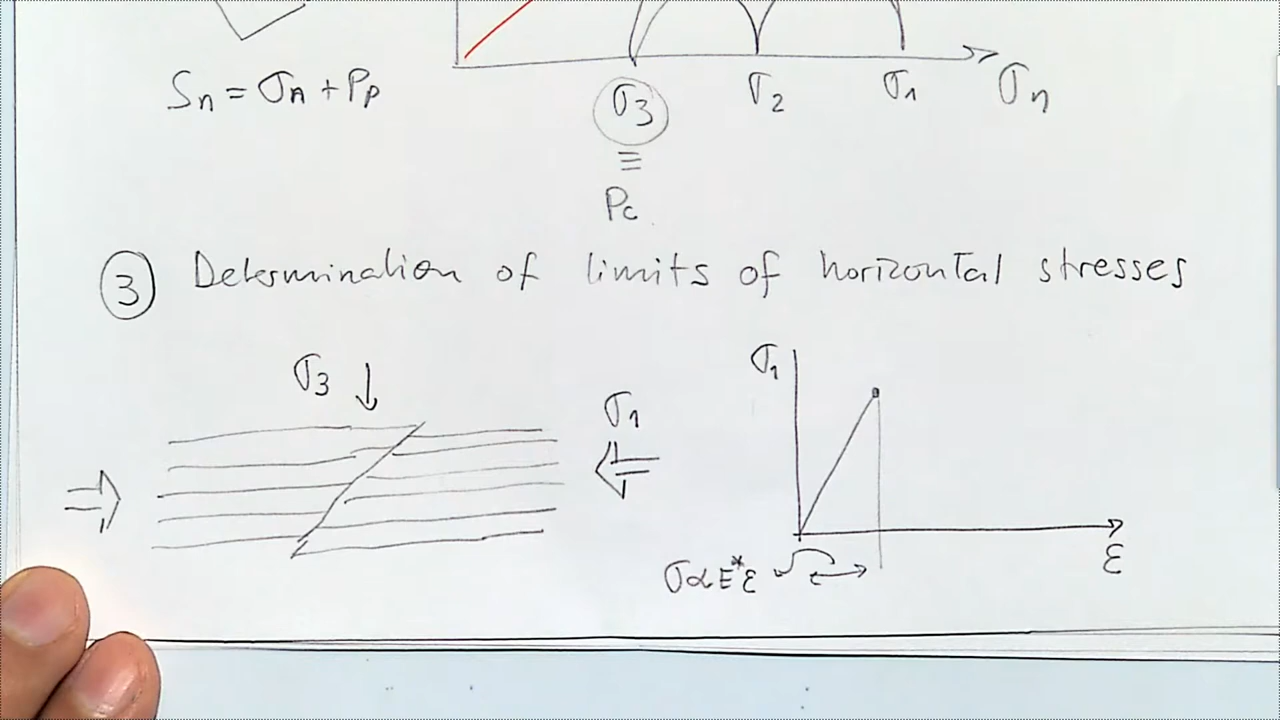 Sn = σn + Pp
σ3 σ2 σ1 σn
≡
Pc
③ Determination of limits of horizontal stresses
σ3
σ1
σ1
ε
σ∝E*ε